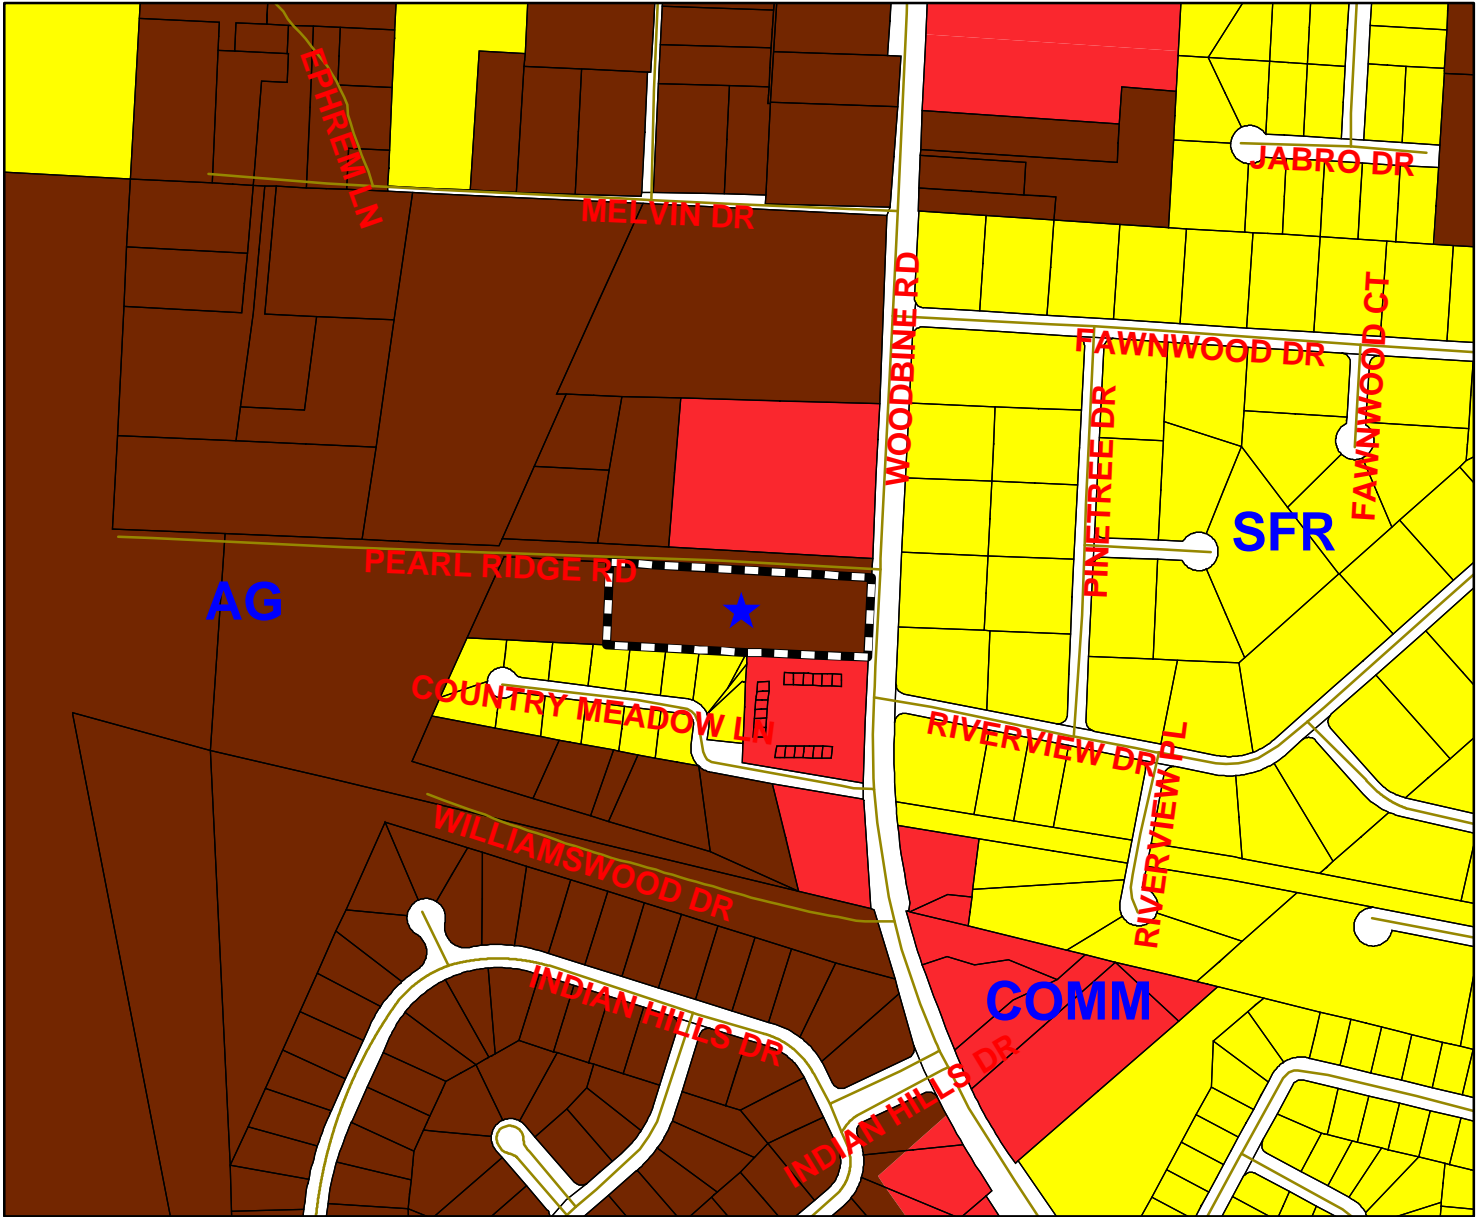 EPHREM LN
JABRO DR
MELVIN DR
WOODBINE RD
FAWNWOOD CT
FAWNWOOD DR
PINETREE DR
SFR
PEARL RIDGE RD
AG
COUNTRY MEADOW LN
RIVERVIEW DR
RIVERVIEW PL
WILLIAMSWOOD DR
INDIAN HILLS DR
COMM
INDIAN HILLS DR